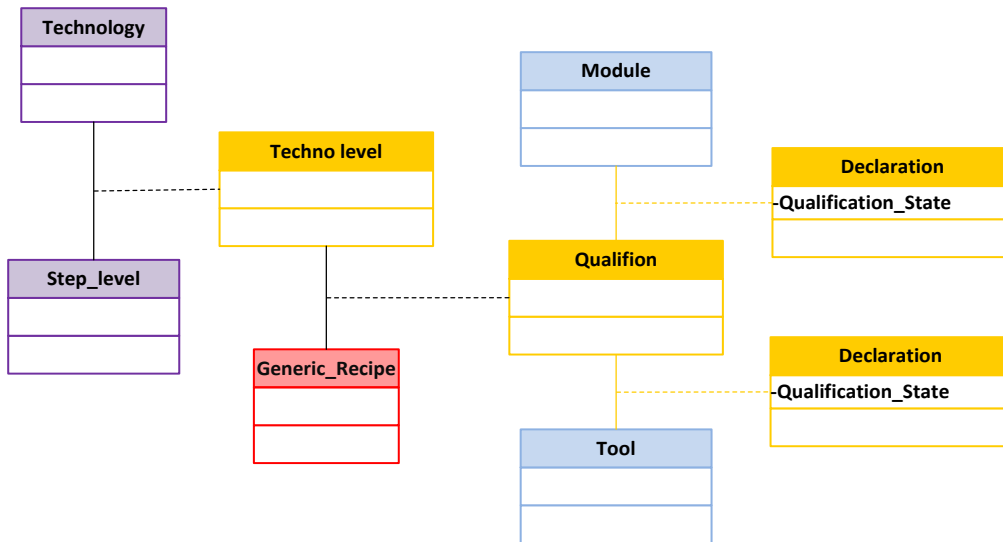 Technology
Module
Techno level
Declaration
-Qualification_State
Qualifion
Step_level
Generic_Recipe
Declaration
-Qualification_State
Tool